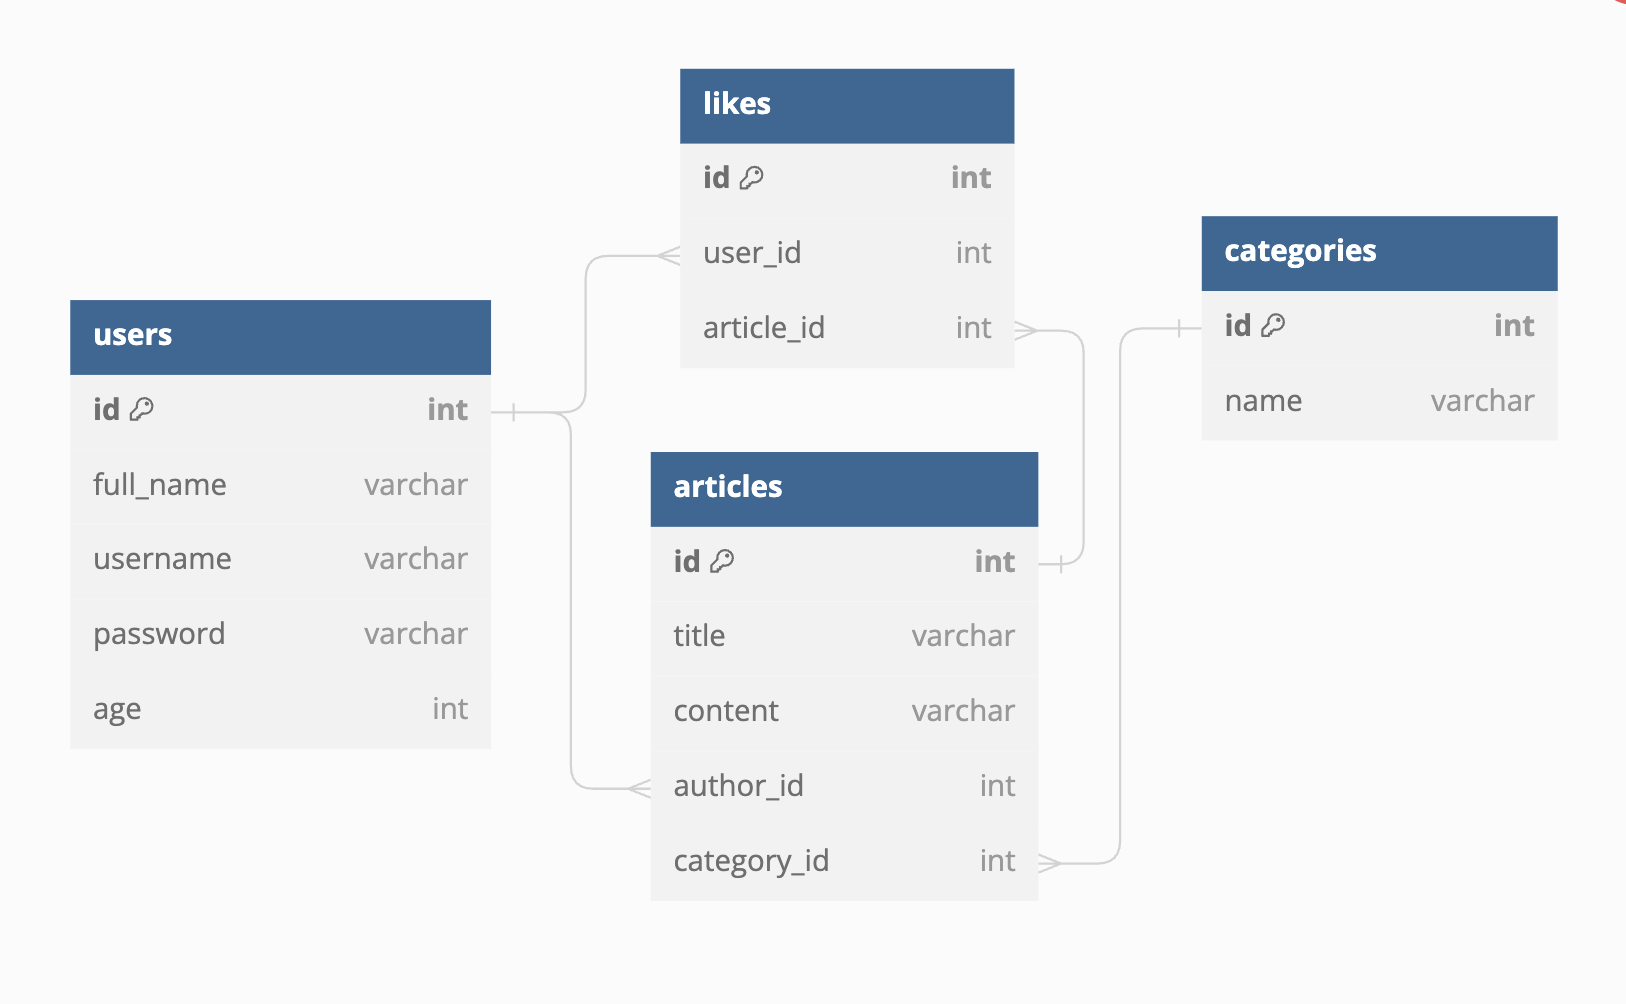 likes
id int
user_id int
article_id int
categories
id int
name varchar
users
id int
full_name varchar
username varchar
password varchar
age int
articles
id int
title varchar
content varchar
author_id int
category_id int